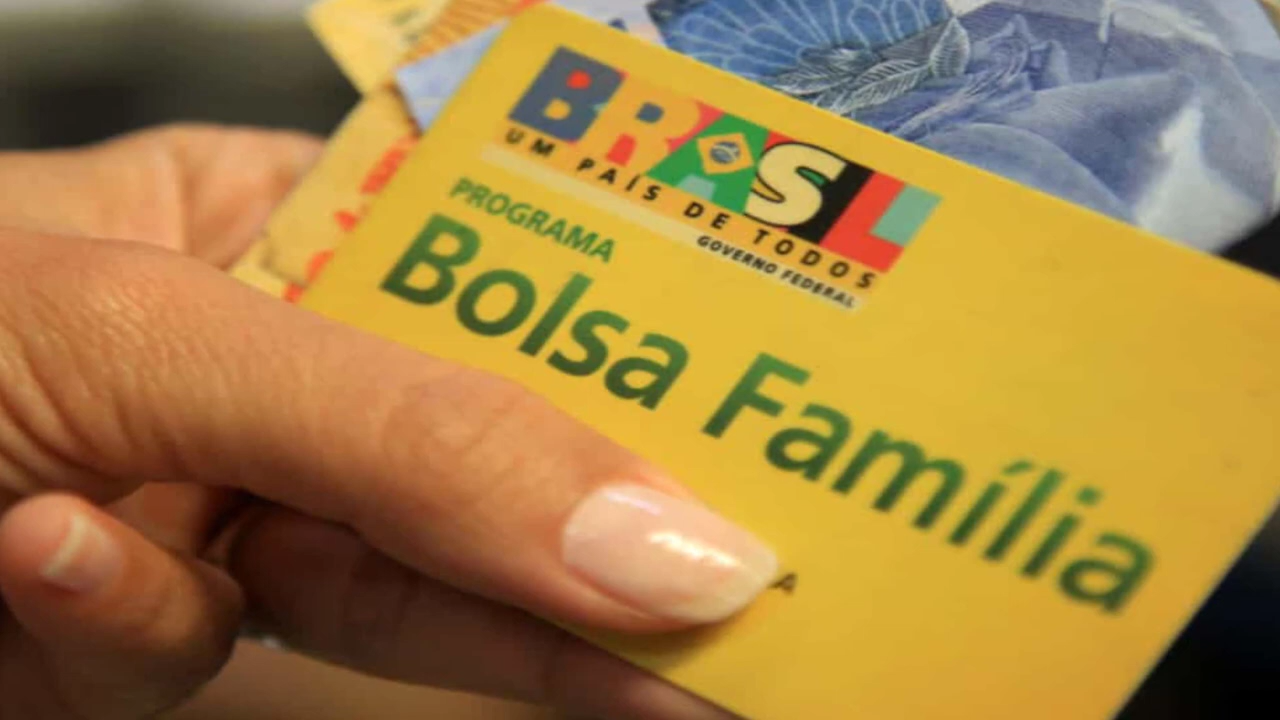 BRASIL
UM PAÍS DE TODOS
GOVERNO FEDERAL
PROGRAMA
Bolsa Família
A